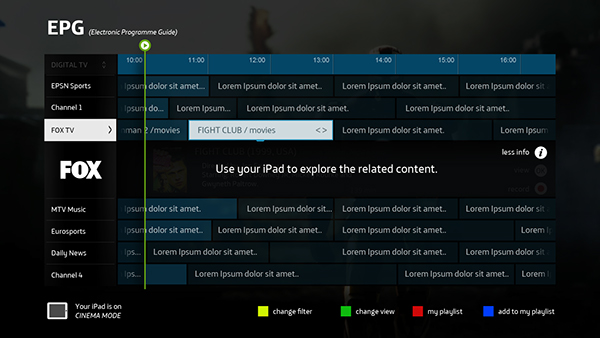 EPG (Electronic Programme Guide)
DIGITAL TV 10:00 11:00 12:00 13:00 14:00 15:00 16:00
EPSN Sports Ipsum dolor sit amet... Lorem Ipsum dolor sit amet.. Lorem Ipsum dolor sit amet.. Lorem Ipsum dolor sit amet..
Channel 1 Ipsum do... Lorem Ipsum... Lorem Ipsum dolor sit amet. Lorem Ipsum dolor sit amet..
FOX TV man 2 /movies FIGHT CLUB / movies <> Lorem Ipsum dolor sit amet. Lorem Ipsum
less info i
FOX
Use your iPad to explore the related content.
MTV Music Ipsum dolor sit amet. Lorem Ipsum dolor sit... Lorem Ipsum dolor sit amet.. Lorem Ipsum dolor sit amet..
Eurosports Ipsum dolor sit amet.. Lorem Ipsum dolor sit amet.. Lorem Ipsum dolor sit amet..
Daily News Lorem Ipsum dolor sit amet.. Lorem Ipsum dolor sit amet.. Lorem Ipsum dolor sit amet..
Channel 4 Ips... Lorem Ipsum dolor sit amet.. Lorem Ipsum dolor sit amet.. Lorem
Your iPad is on
CINEMA MODE
change filter change view my playlist add to my playlist